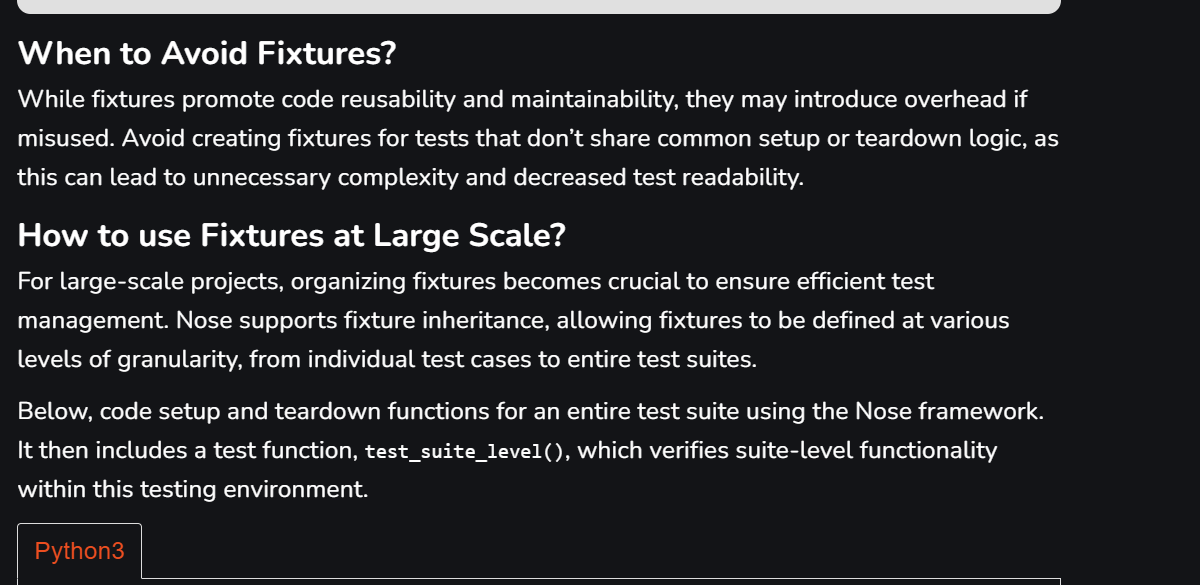 When to Avoid Fixtures?
While fixtures promote code reusability and maintainability, they may introduce overhead if
misused. Avoid creating fixtures for tests that don’t share common setup or teardown logic, as
this can lead to unnecessary complexity and decreased test readability.
How to use Fixtures at Large Scale?
For large-scale projects, organizing fixtures becomes crucial to ensure efficient test
management. Nose supports fixture inheritance, allowing fixtures to be defined at various
levels of granularity, from individual test cases to entire test suites.
Below, code setup and teardown functions for an entire test suite using the Nose framework.
It then includes a test function, test_suite_level(), which verifies suite-level functionality
within this testing environment.
Python3